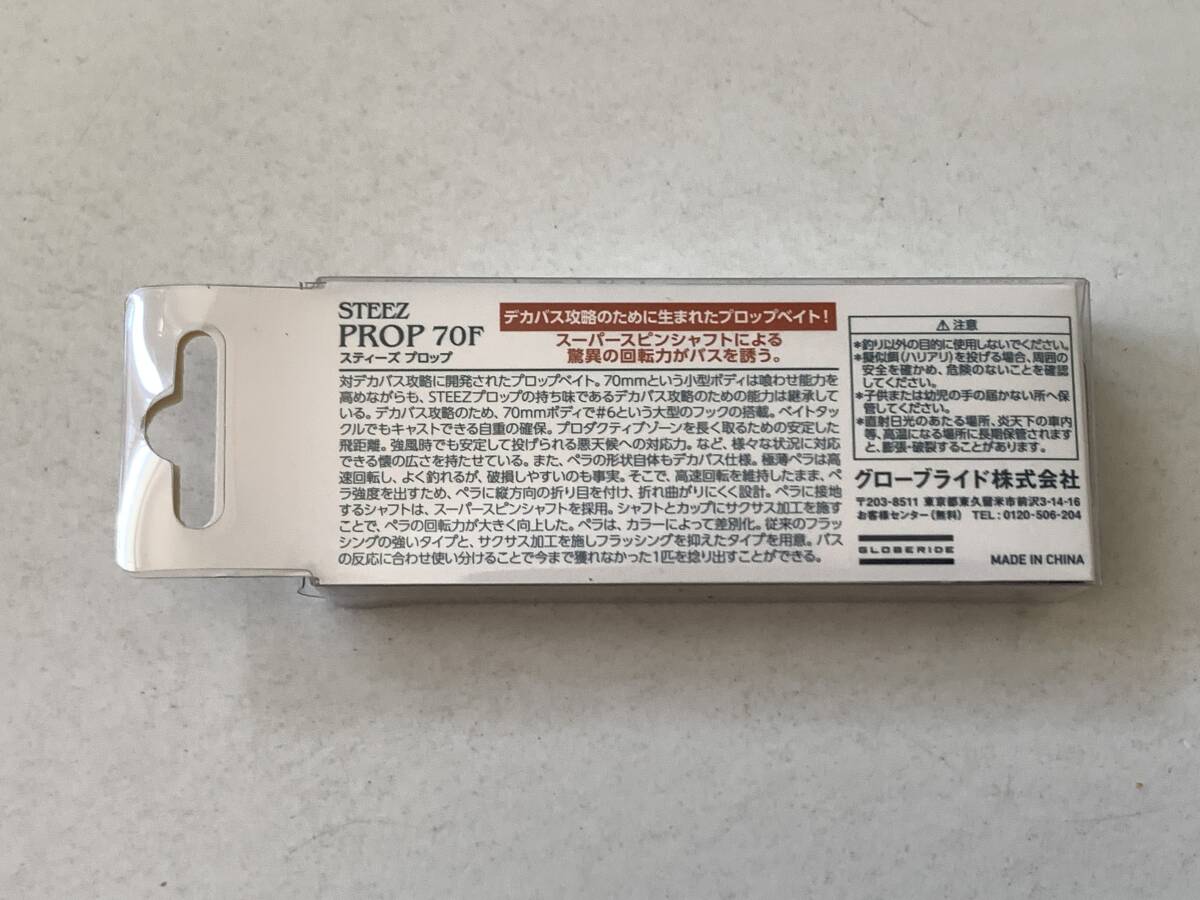 STEEZ
PROP 70F
スティーズ プロップ
デカバス攻略のために生まれたプロップベイト!
スーパースピンシャフトによる
驚異の回転力がバスを誘う。
対デカバス攻略に開発されたプロップベイト。70mmという小型ボディは喰わせ能力を
高めながらも、STEEZプロップの持ち味であるデカバス攻略のための能力は継承して
いる。デカバス攻略のため、70mmボディで#6という大型のフックの搭載。ベイトタッ
クルでもキャストできる自重の確保。プロダクティブゾーンを長く取るための安定した
飛距離。強風時でも安定して投げられる悪天候への対応力。など、様々な状況に対応
できる懐の広さを持たせている。また、ペラの形状自体もデカバス仕様。極薄ペラは高
速回転し、よく釣れるが、破損しやすいのも事実。そこで、高速回転を維持したまま、ペ
ラ強度を出すため、ペラに縦方向の折り目を付け、折れ曲がりにくく設計。ペラに接地
するシャフトは、スーパースピンシャフトを採用。シャフトとカップにサクサス加工を施す
ことで、ペラの回転力が大きく向上した。ペラは、カラーによって差別化。従来のフラッ
シングの強いタイプと、サクサス加工を施しフラッシングを抑えたタイプを用意。バス
の反応に合わせ使い分けることで今まで獲れなかった1匹を捻り出すことができる。
⚠注意
*釣り以外の目的に使用しないでください。
*擬似餌(ハリアリ)を投げる場合、周囲の
安全を確かめ、危険のないことを確認
してください。
*子供または幼児の手の届かない所へ保
管してください。
*直射日光のあたる場所、炎天下の車内
等、高温になる場所に長期保管されます
と、膨張・破裂することがあります。
グローブライド株式会社
〒203-8511 東京都東久留米市前沢3-14-16
お客様センター(無料) TEL:0120-506-204
GLOBERIDE
MADE IN CHINA